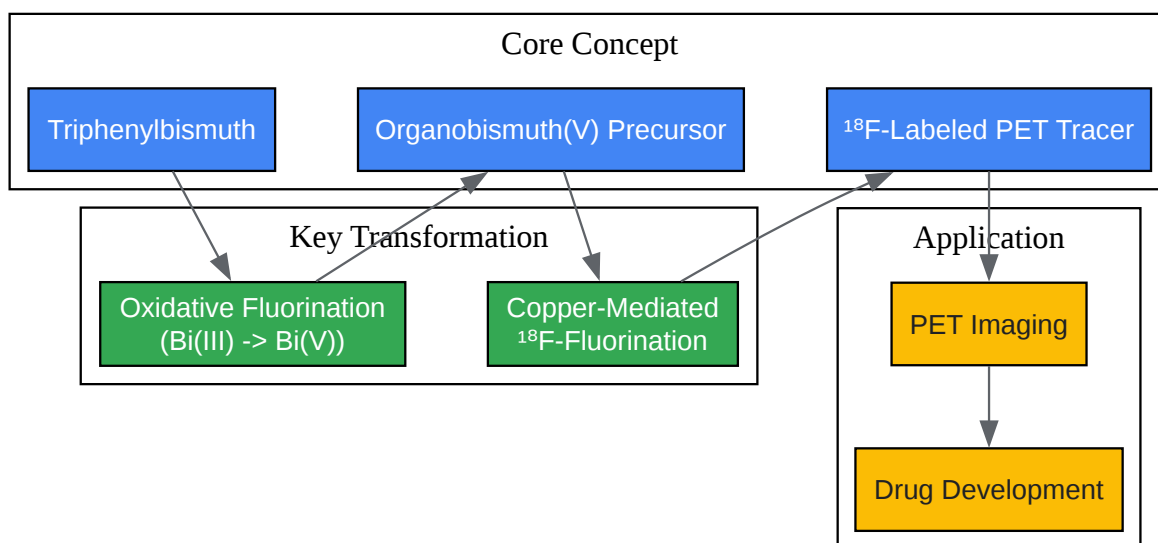 Core Concept
Triphenylbismuth
Organobismuth(V) Precursor
¹⁸F-Labeled PET Tracer
Key Transformation
Application
Oxidative Fluorination
(Bi(III) -> Bi(V))
Copper-Mediated
¹⁸F-Fluorination
PET Imaging
Drug Development